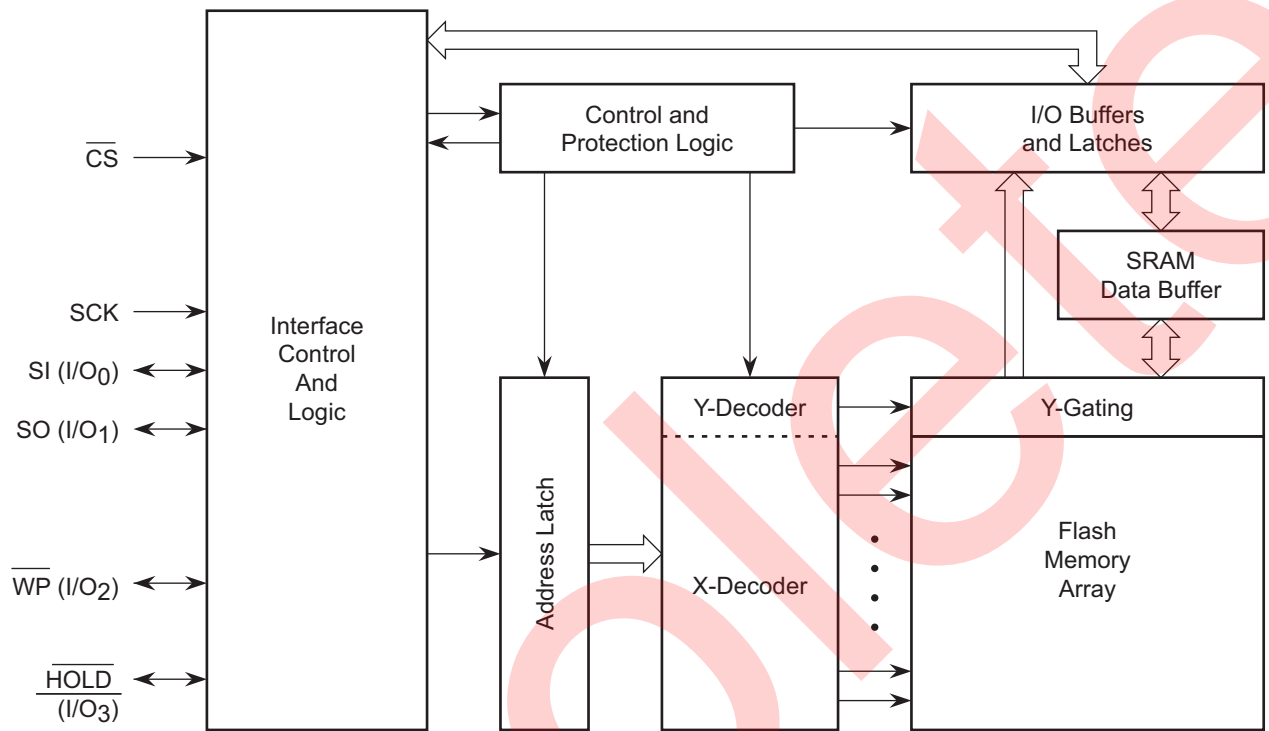 Control and
Protection Logic
I/O Buffers
and Latches
CS
SRAM
Data Buffer
SCK
Interface
Control
And
Logic
SI (I/O0)
SO (I/O1)
Y-Decoder
Y-Gating
Address Latch
X-Decoder
Flash
Memory
Array
WP (I/O2)
HOLD
(I/O3)
olete